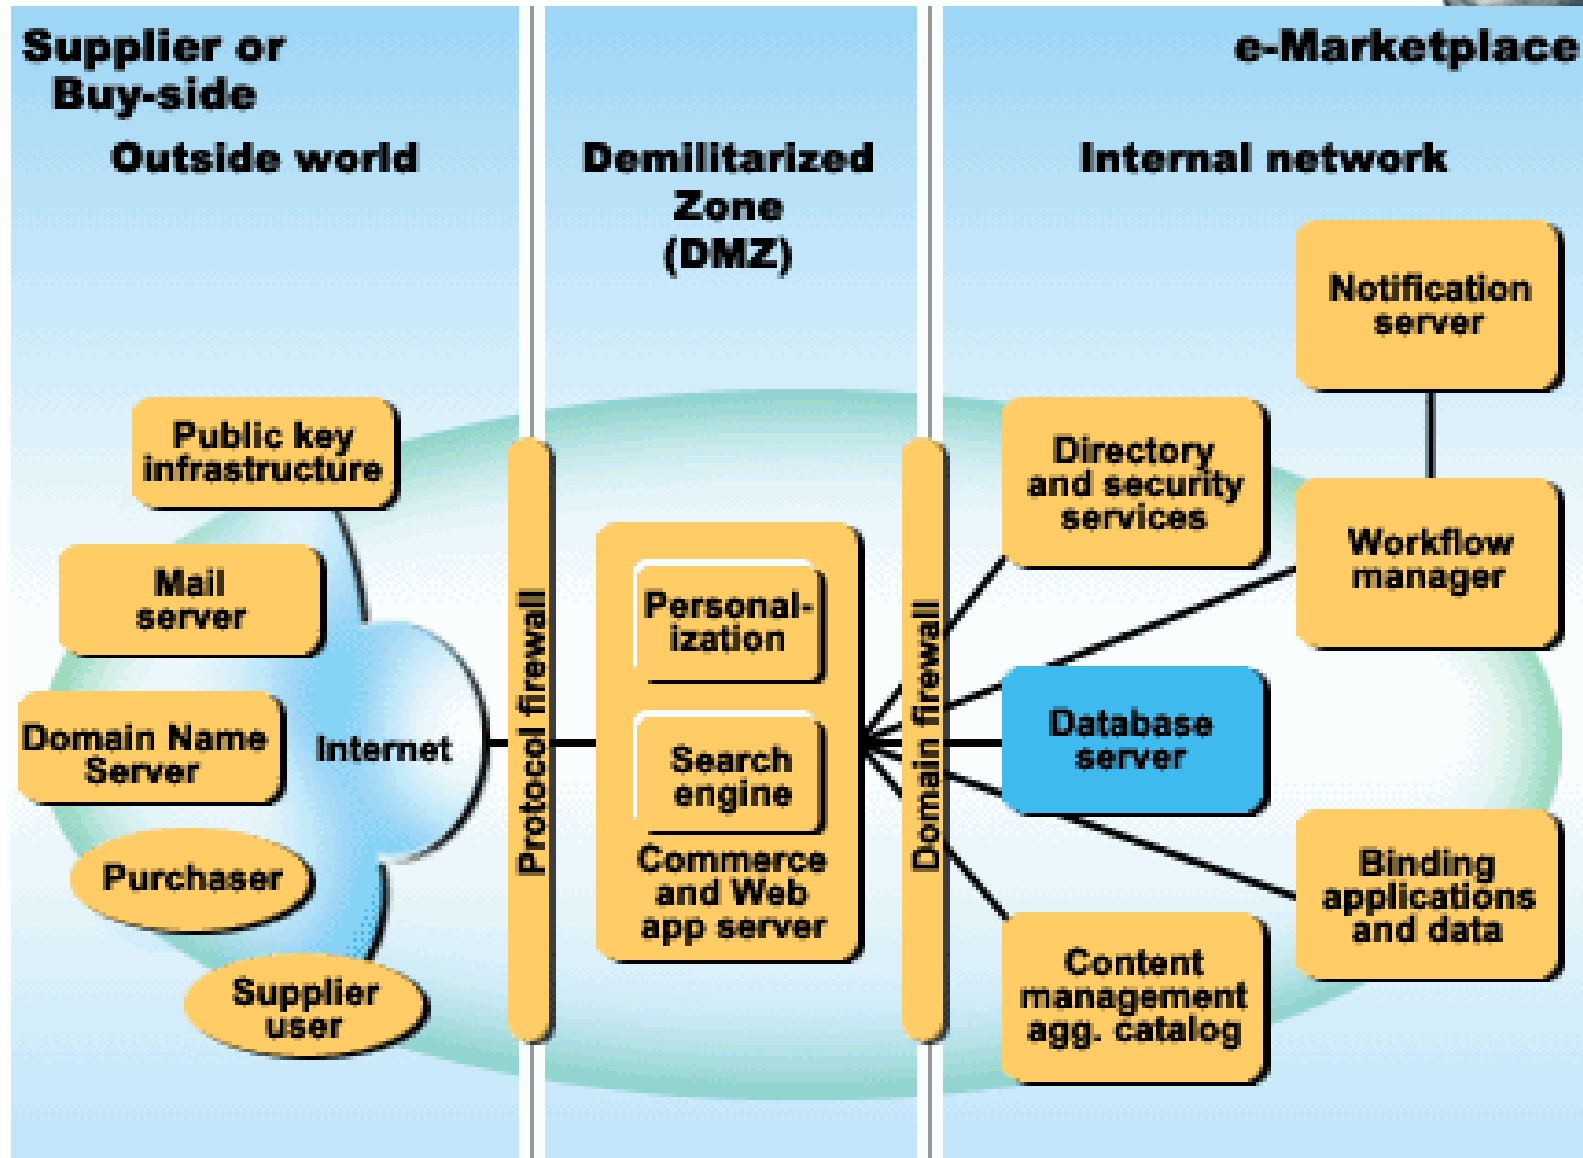 Supplier or
Buy-side
e-Marketplace
Outside world
Demilitarized
Zone
(DMZ)
Internal network
Public key
infrastructure
Mail
server
Domain Name
Server
Internet
Purchaser
Supplier
user
Protocol firewall
Personal-
ization
Search
engine
Commerce
and Web
app server
Domain firewall
Notification
server
Directory
and security
services
Workflow
manager
Database
server
Binding
applications
and data
Content
management
agg. catalog